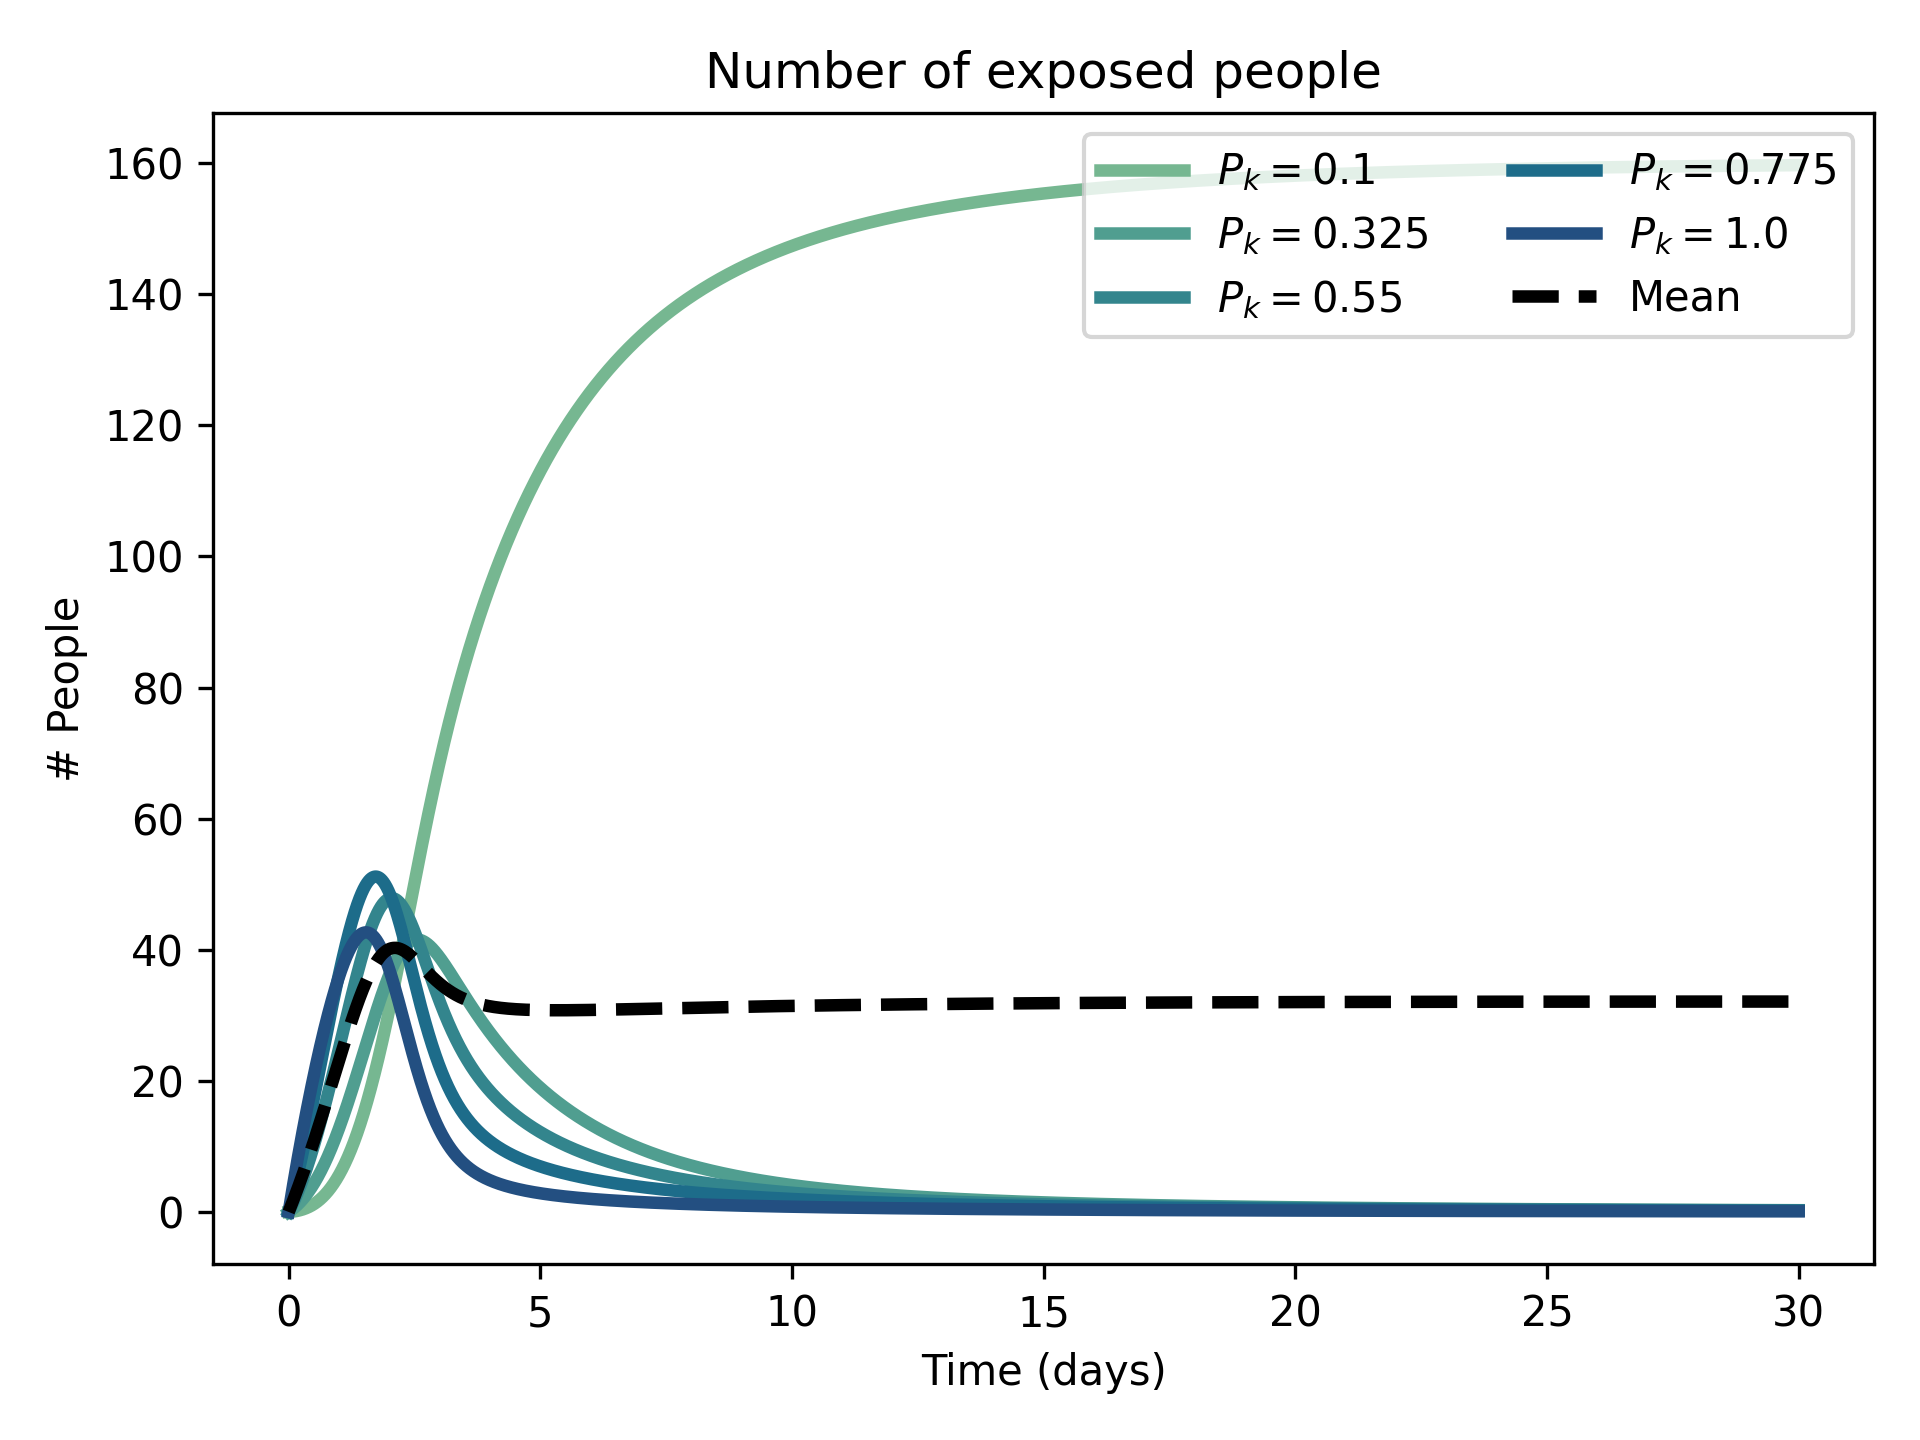 Number of exposed people
160
140
120
100
80
60
40
20
0
# People
P_k = 0.1
P_k = 0.325
P_k = 0.55
P_k = 0.775
P_k = 1.0
Mean
0 5 10 15 20 25 30
Time (days)